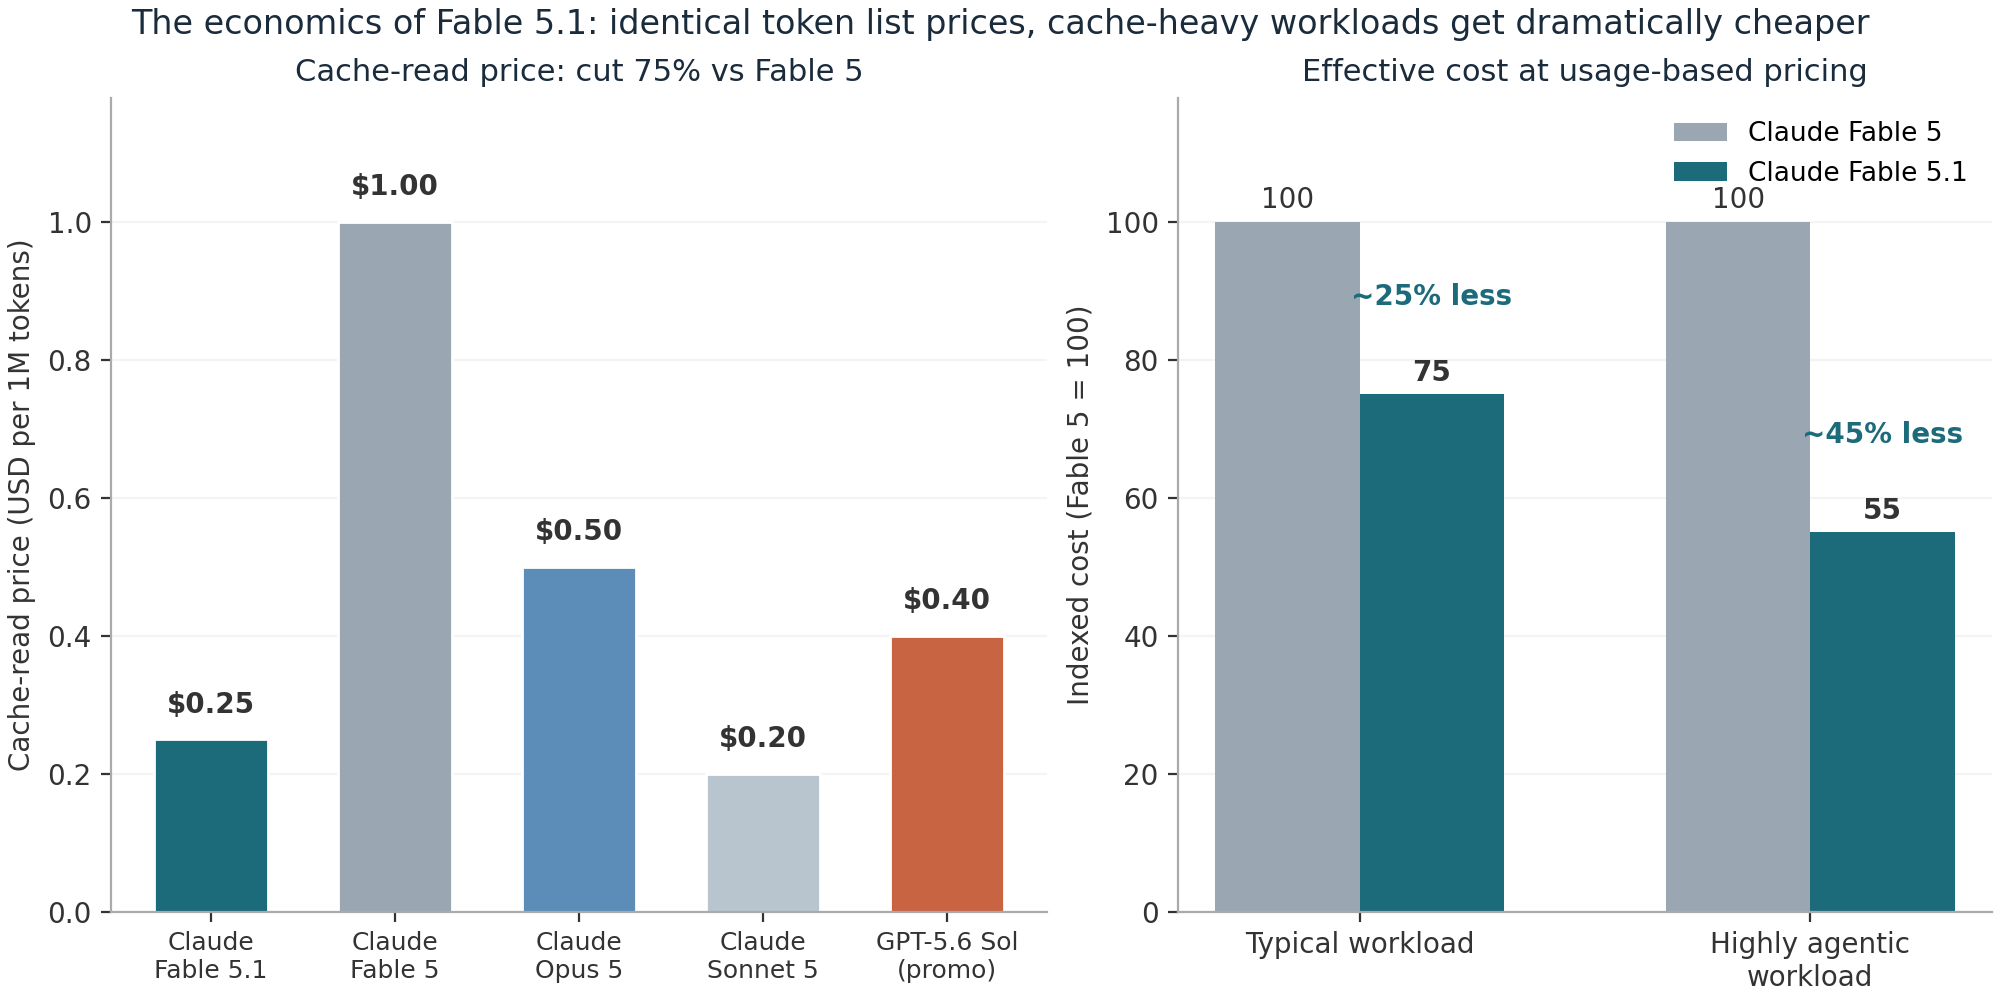 The economics of Fable 5.1: identical token list prices, cache-heavy workloads get dramatically cheaper
Cache-read price: cut 75% vs Fable 5
Cache-read price (USD per 1M tokens)
1.0
0.8
0.6
0.4
0.2
0.0
$0.25
$1.00
$0.50
$0.20
$0.40
Claude
Fable 5.1
Claude
Fable 5
Claude
Opus 5
Claude
Sonnet 5
GPT-5.6 Sol
(promo)
Effective cost at usage-based pricing
Claude Fable 5
Claude Fable 5.1
Indexed cost (Fable 5 = 100)
100
80
60
40
20
0
100
~25% less
75
100
~45% less
55
Typical workload
Highly agentic
workload